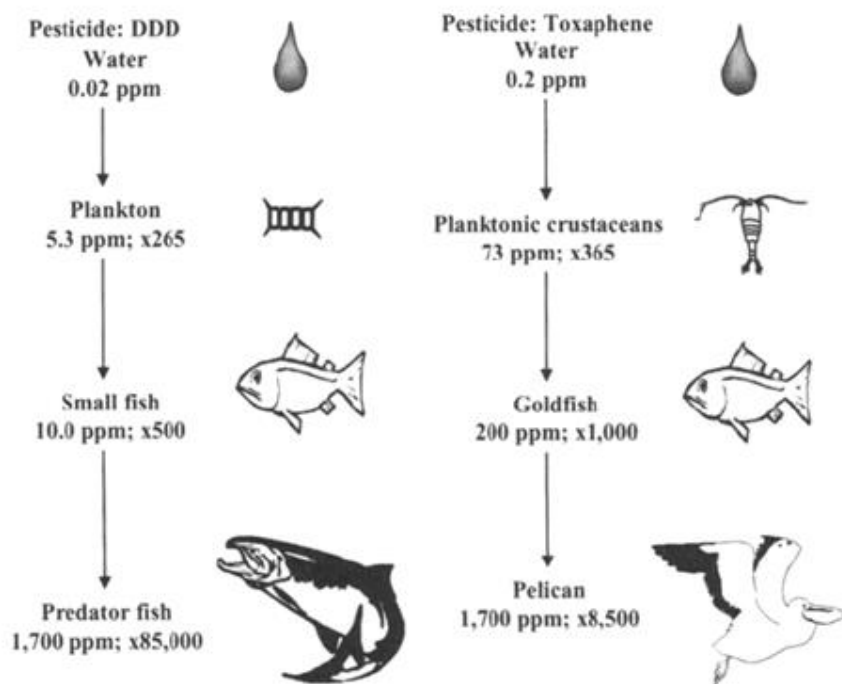 Pesticide: DDD
Water
0.02 ppm
Plankton
5.3 ppm; x265
Small fish
10.0 ppm; x500
Predator fish
1,700 ppm; x85,000
Pesticide: Toxaphene
Water
0.2 ppm
Planktonic crustaceans
73 ppm; x365
Goldfish
200 ppm; x1,000
Pelican
1,700 ppm; x8,500